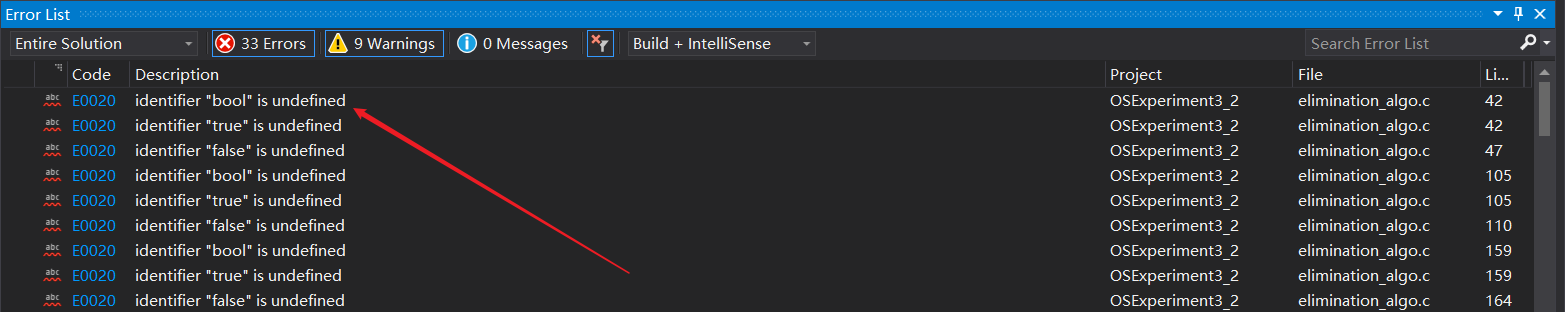 Error List
Entire Solution 33 Errors 9 Warnings 0 Messages Build + IntelliSense Search Error List
Code Description Project File Li...
abc E0020 identifier "bool" is undefined OSExperiment3_2 elimination_algo.c 42
abc E0020 identifier "true" is undefined OSExperiment3_2 elimination_algo.c 42
abc E0020 identifier "false" is undefined OSExperiment3_2 elimination_algo.c 47
abc E0020 identifier "bool" is undefined OSExperiment3_2 elimination_algo.c 105
abc E0020 identifier "true" is undefined OSExperiment3_2 elimination_algo.c 105
abc E0020 identifier "false" is undefined OSExperiment3_2 elimination_algo.c 110
abc E0020 identifier "bool" is undefined OSExperiment3_2 elimination_algo.c 159
abc E0020 identifier "true" is undefined OSExperiment3_2 elimination_algo.c 159
abc E0020 identifier "false" is undefined OSExperiment3_2 elimination_algo.c 164